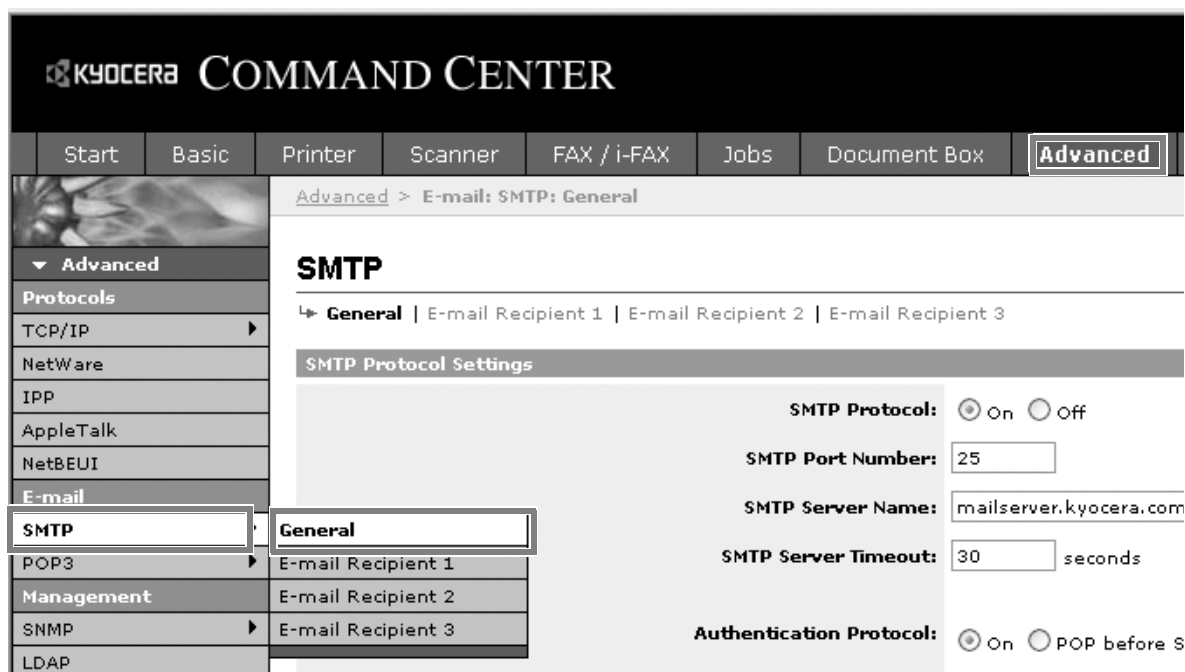 KYOCERA COMMAND CENTER
Start Basic Printer Scanner FAX / i-FAX Jobs Document Box Advanced
Advanced > E-mail: SMTP: General
Advanced
Protocols
TCP/IP
NetWare
IPP
AppleTalk
NetBEUI
E-mail
SMTP
POP3
Management
SNMP
LDAP
General
E-mail Recipient 1
E-mail Recipient 2
E-mail Recipient 3
SMTP
General | E-mail Recipient 1 | E-mail Recipient 2 | E-mail Recipient 3
SMTP Protocol Settings
SMTP Protocol: On Off
SMTP Port Number: 25
SMTP Server Name: mailserver.kyocera.com
SMTP Server Timeout: 30 seconds
Authentication Protocol: On POP before S